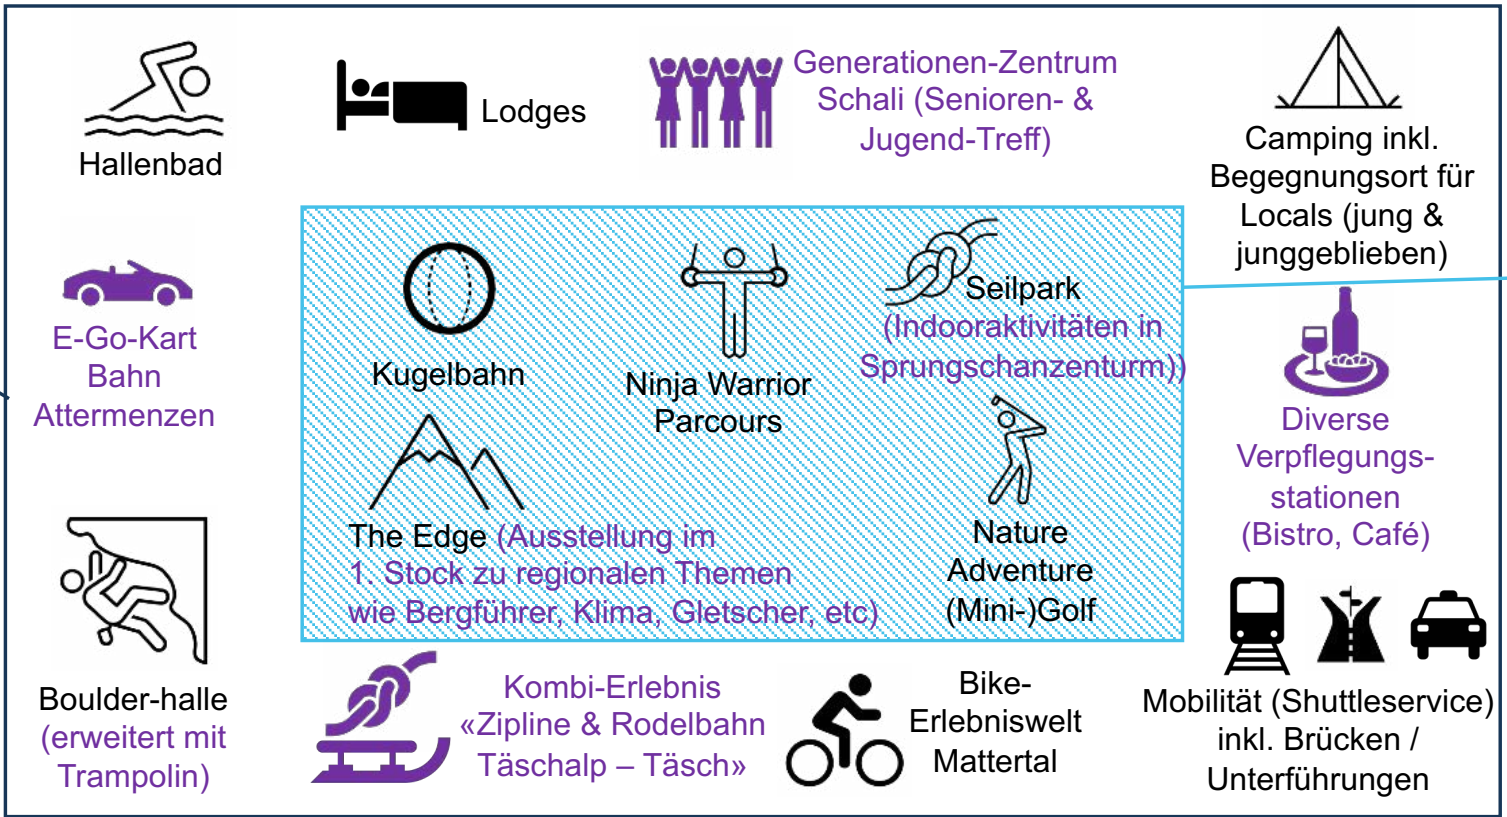 Hallenbad
Lodges
Generationen-Zentrum
Schali (Senioren- &
Jugend-Treff)
Camping inkl.
Begegnungsort für
Locals (jung &
junggeblieben)
E-Go-Kart
Bahn
Attermenzen
Kugelbahn
Ninja Warrior
Parcours
Seilpark
(Indooraktivitäten in
Sprungschanzenturm))
The Edge (Ausstellung im
1. Stock zu regionalen Themen
wie Bergführer, Klima, Gletscher, etc)
Nature
Adventure
(Mini-)Golf
Diverse
Verpflegungs-
stationen
(Bistro, Café)
Boulder-halle
(erweitert mit
Trampolin)
Kombi-Erlebnis
«Zipline & Rodelbahn
Täschalp – Täsch»
Bike-
Erlebniswelt
Mattertal
Mobilität (Shuttleservice)
inkl. Brücken /
Unterführungen